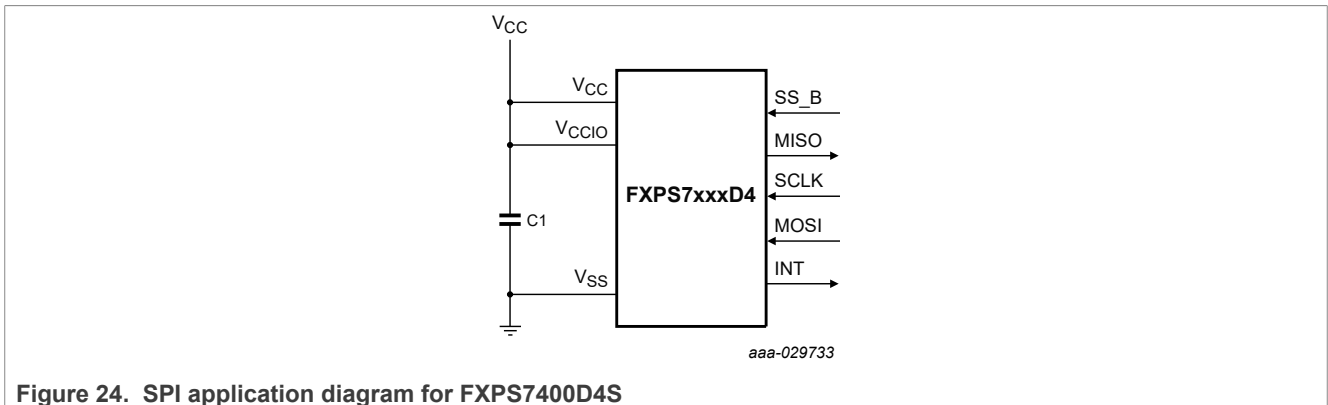 VCC
VCC
VCCIO
C1
VSS
FXPS7xxxD4
SS_B
MISO
SCLK
MOSI
INT
aaa-029733
Figure 24. SPI application diagram for FXPS7400D4S